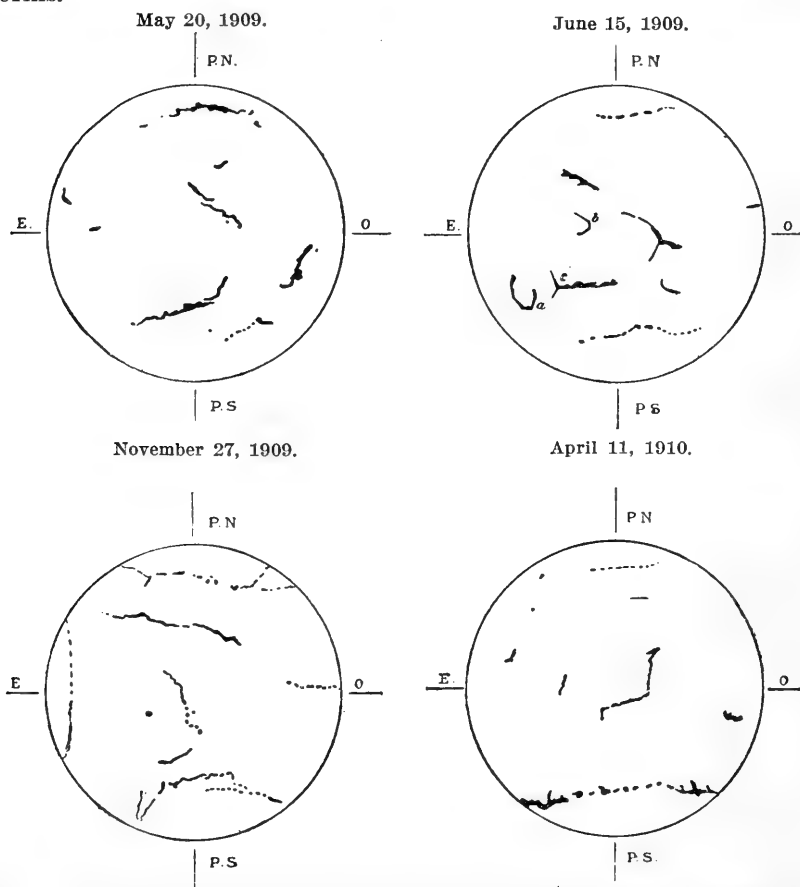 May 20, 1909.
June 15, 1909.
P.N.
P.N
E.
O
E.
O
b
c
a
P.S
P S
November 27, 1909.
April 11, 1910.
P.N
P N
E
O
E.
O
P.S
P.S.